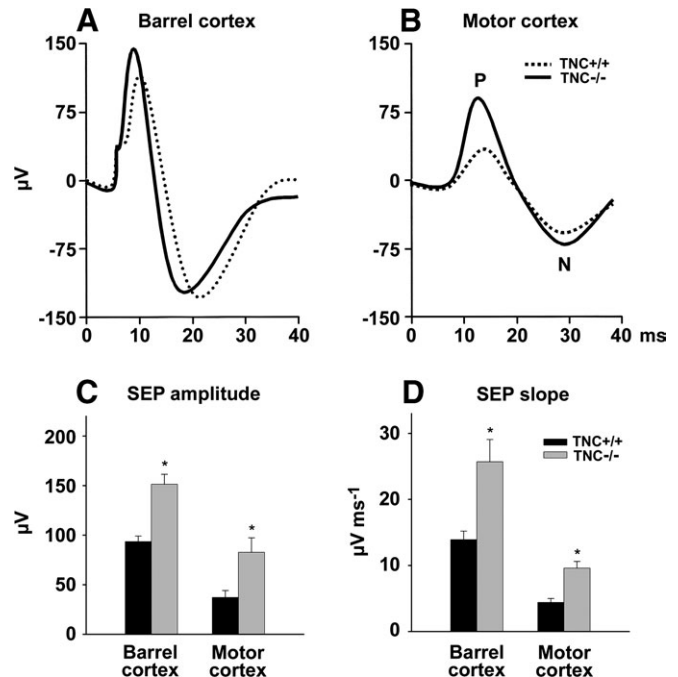 A Barrel cortex
150
75
0
-75
-150
µV
0 10 20 30 40
B Motor cortex
150
75
0
-75
-150
P
N
TNC+/+
TNC-/-
0 10 20 30 40 ms
C SEP amplitude
200
150
100
50
0
µV
*
*
Barrel cortex
Motor cortex
D SEP slope
30
20
10
0
µV ms-1
*
*
TNC+/+
TNC-/-
Barrel cortex
Motor cortex